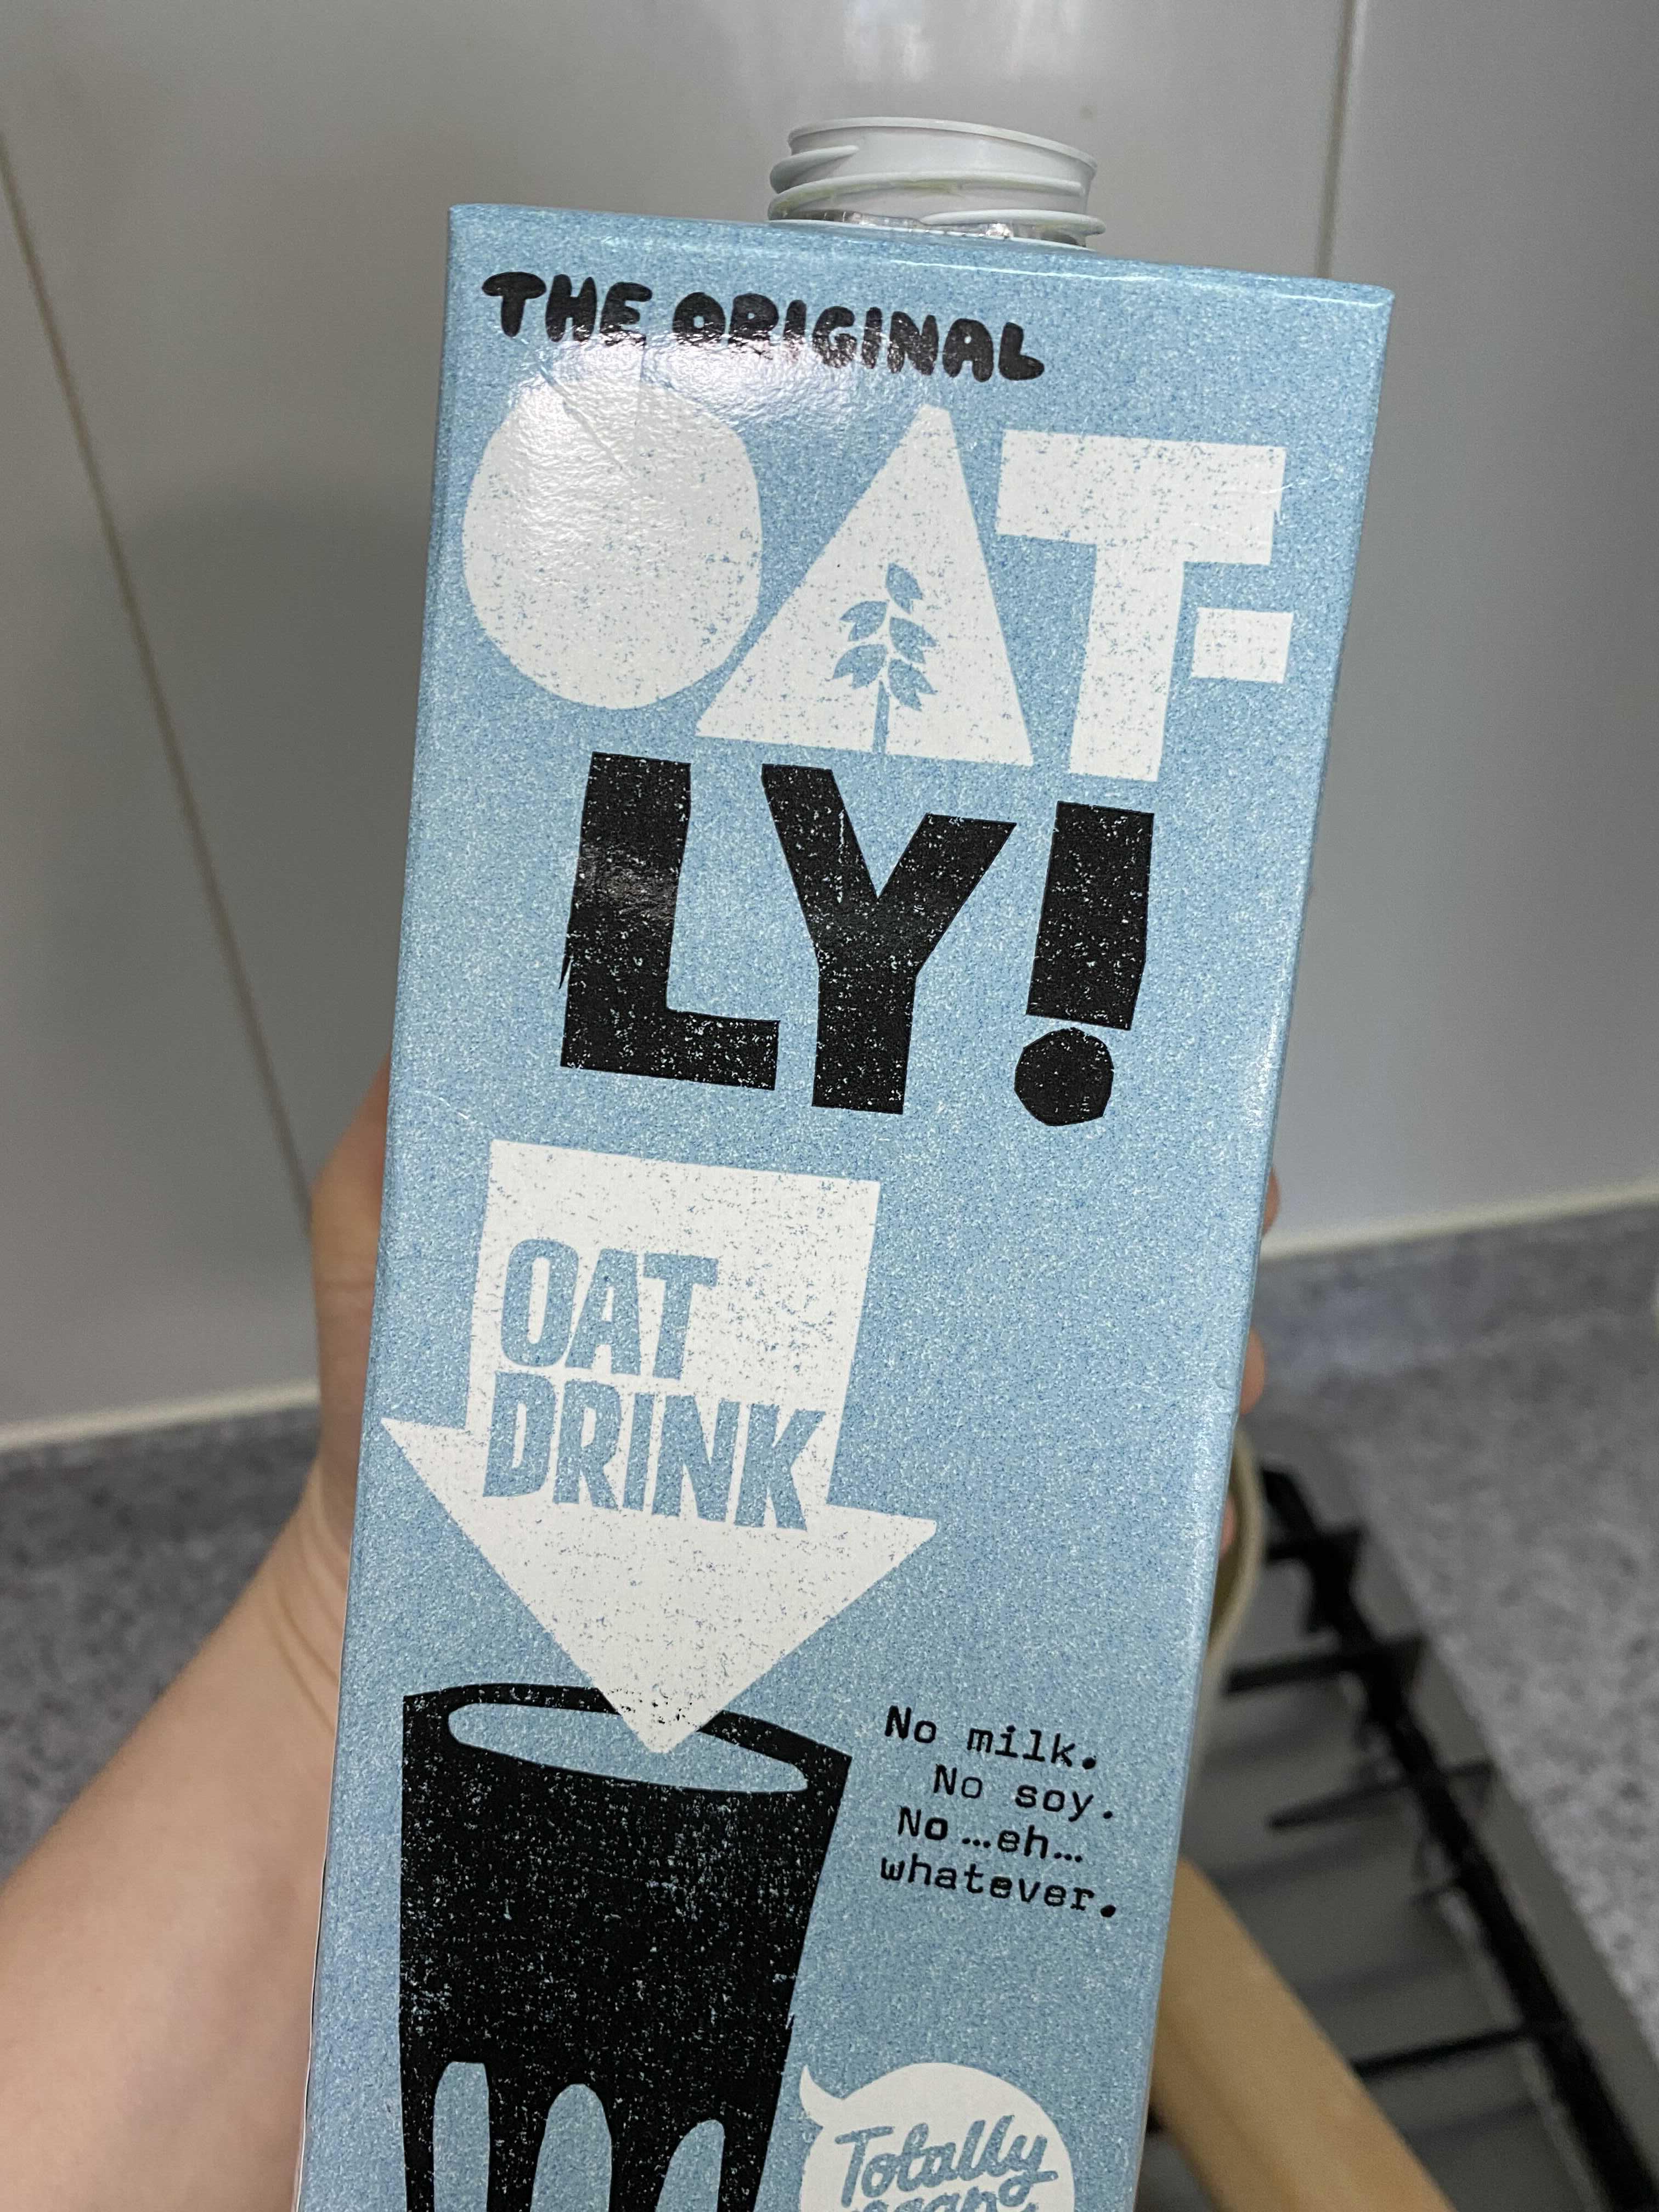 THE ORIGINAL
OAT-
LY!
OAT
DRINK
No milk.
No soy.
No …eh…
whatever.
Totally